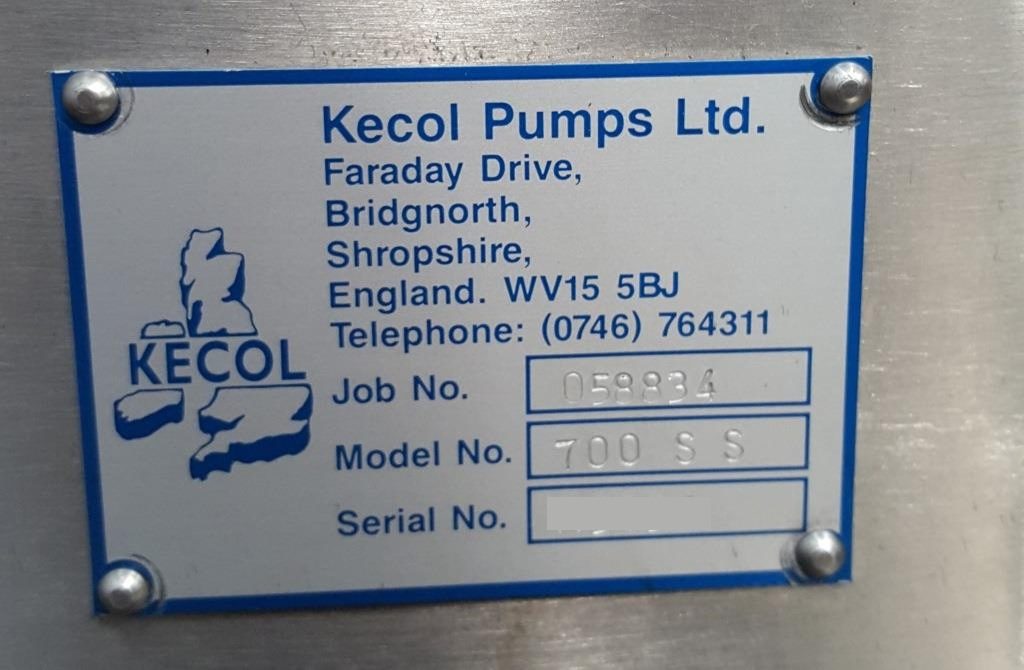 Kecol Pumps Ltd.
Faraday Drive,
Bridgnorth,
Shropshire,
England. WV15 5BJ
Telephone: (0746) 764311
KECOL
Job No. 058834
Model No. 700 S S
Serial No.